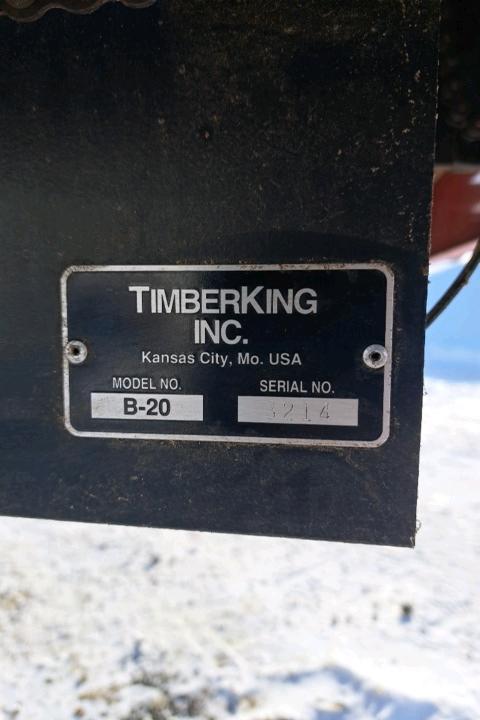 TIMBERKING
INC.
Kansas City, Mo. USA
MODEL NO.
SERIAL NO.
B-20